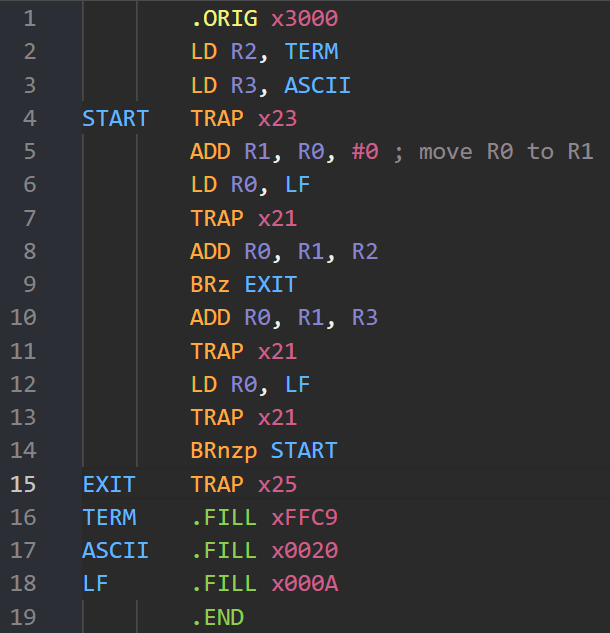 1 .ORIG x3000
2 LD R2, TERM
3 LD R3, ASCII
4 START TRAP x23
5 ADD R1, R0, #0 ; move R0 to R1
6 LD R0, LF
7 TRAP x21
8 ADD R0, R1, R2
9 BRz EXIT
10 ADD R0, R1, R3
11 TRAP x21
12 LD R0, LF
13 TRAP x21
14 BRnzp START
15 EXIT TRAP x25
16 TERM .FILL xFFC9
17 ASCII .FILL x0020
18 LF .FILL x000A
19 .END